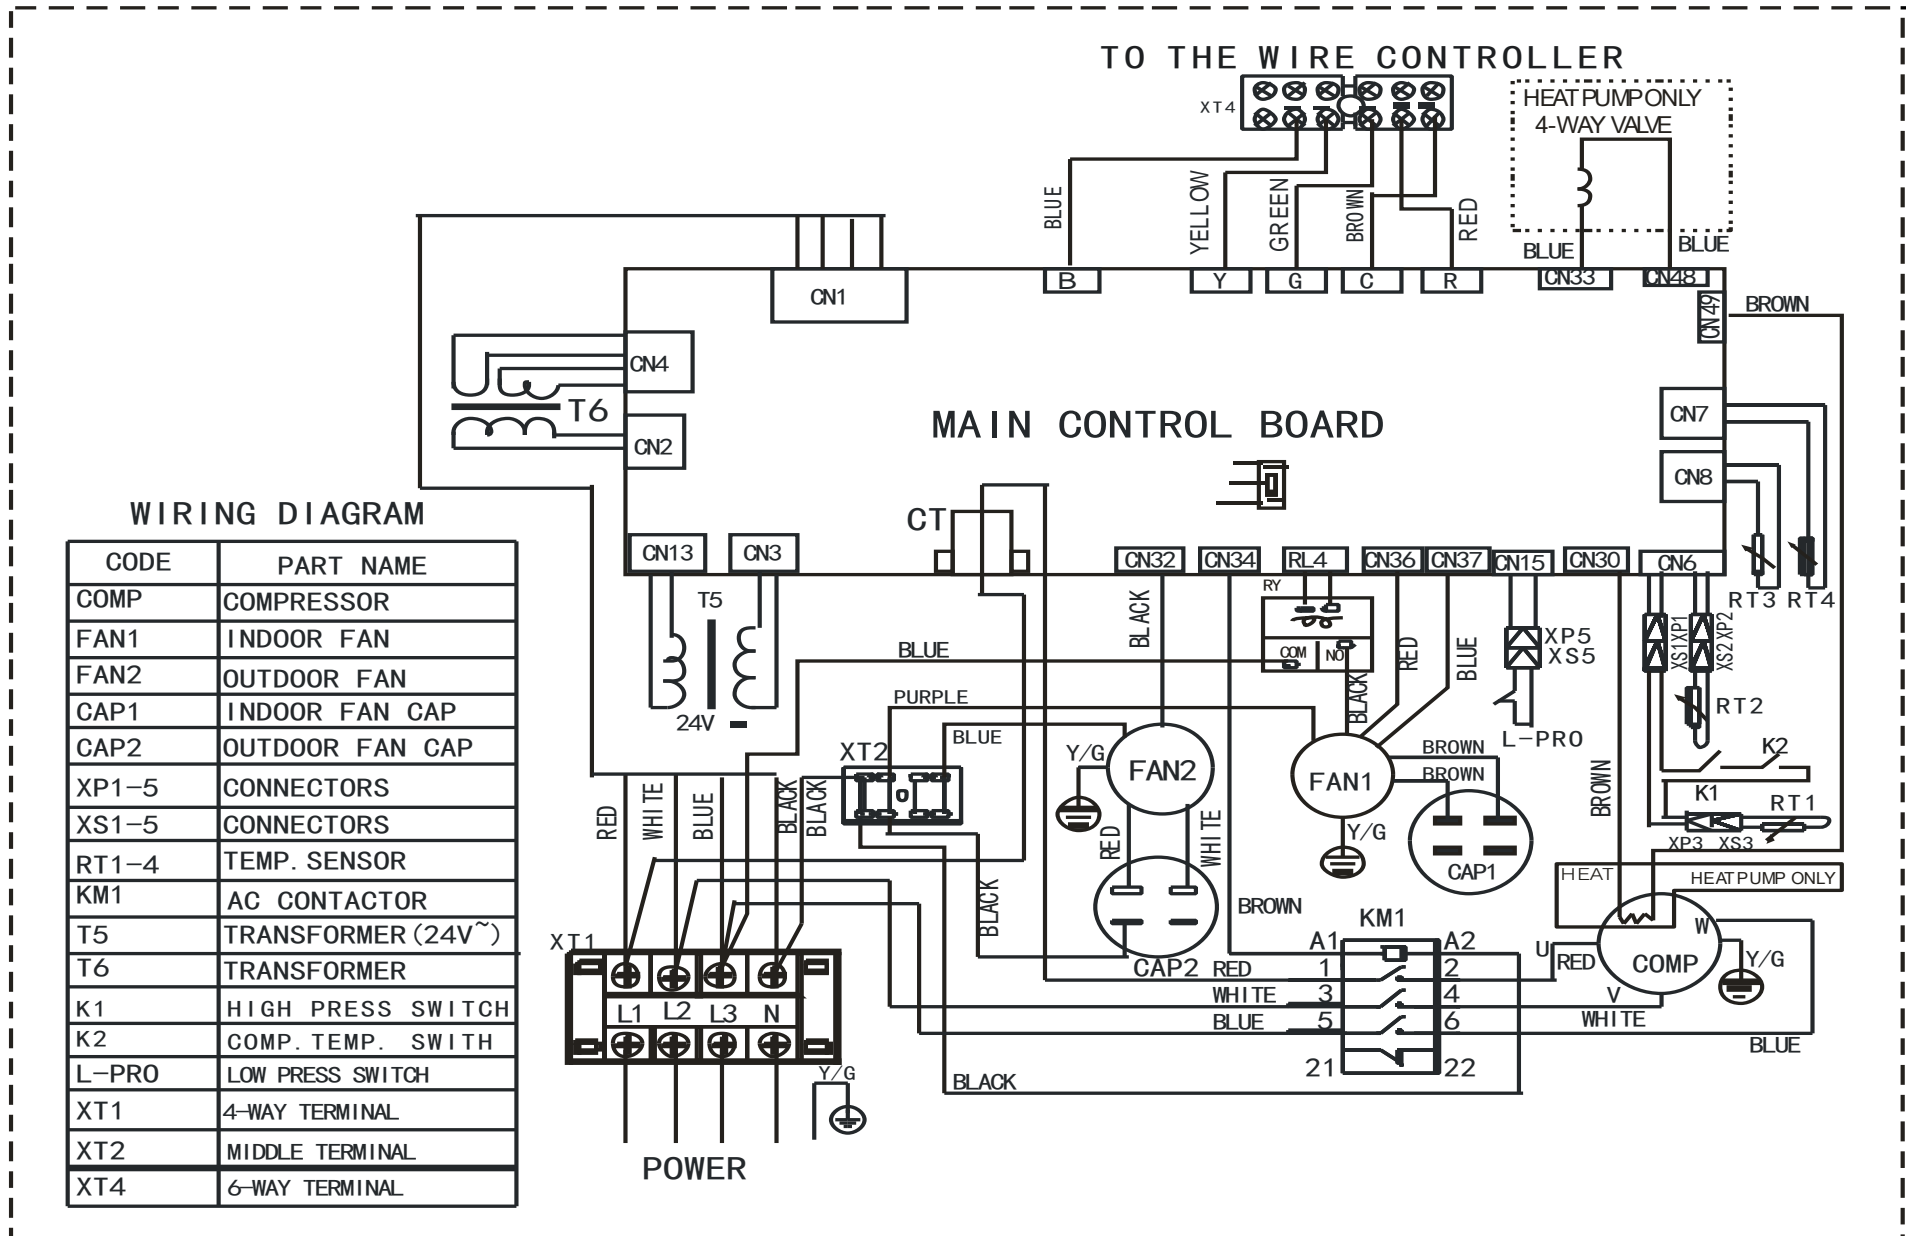 TO THE WIRE CONTROLLER
XT4
HEAT PUMP ONLY
4-WAY VALVE
BLUE
YELLOW
GREEN
BROWN
RED
BLUE
BLUE
CN1
B
Y
G
C
R
CN33
CN48
CN49
BROWN
CN4
T6
CN2
MAIN CONTROL BOARD
CN7
CN8
CT
CN13
CN3
CN32
CN34
RL4
CN36
CN37
CN15
CN30
CN6
WIRING DIAGRAM
CODE PART NAME
COMP COMPRESSOR
FAN1 INDOOR FAN
FAN2 OUTDOOR FAN
CAP1 INDOOR FAN CAP
CAP2 OUTDOOR FAN CAP
XP1-5 CONNECTORS
XS1-5 CONNECTORS
RT1-4 TEMP. SENSOR
KM1 AC CONTACTOR
T5 TRANSFORMER(24V~)
T6 TRANSFORMER
K1 HIGH PRESS SWITCH
K2 COMP. TEMP. SWITH
L-PRO LOW PRESS SWITCH
XT1 4-WAY TERMINAL
XT2 MIDDLE TERMINAL
XT4 6-WAY TERMINAL
T5
24V
RY
COM
NO
BLACK
BLUE
PURPLE
BLUE
BLACK
RED
BLUE
XP5
XS5
L-PRO
XS1XP1
XS2XP2
RT3
RT4
RT2
K2
K1
RT1
XP3
XS3
XT2
Y/G
FAN2
FAN1
BROWN
BROWN
Y/G
CAP1
RED
WHITE
CAP2
BROWN
HEAT
HEAT PUMP ONLY
RED
WHITE
BLUE
BLACK
BLACK
BLACK
BROWN
KM1
A1
A2
RED
1
2
WHITE
3
4
BLUE
5
6
21
22
U
RED
W
COMP
Y/G
V
WHITE
BLUE
XT1
L1
L2
L3
N
Y/G
BLACK
POWER